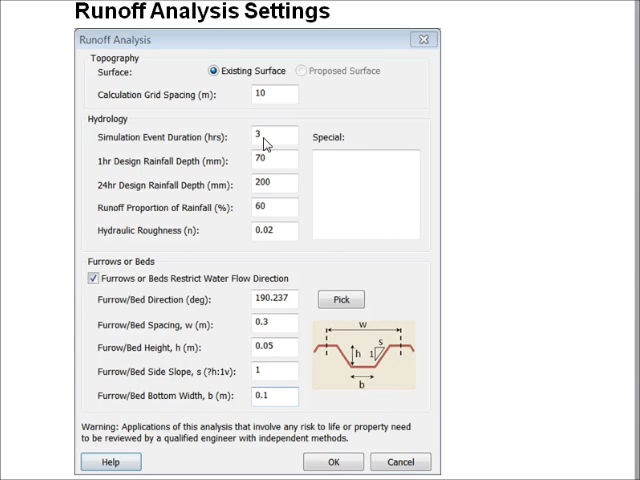 Runoff Analysis Settings
Runoff Analysis
Topography
Surface: Existing Surface Proposed Surface
Calculation Grid Spacing (m): 10
Hydrology
Simulation Event Duration (hrs): 3 Special:
1hr Design Rainfall Depth (mm): 70
24hr Design Rainfall Depth (mm): 200
Runoff Proportion of Rainfall (%): 60
Hydraulic Roughness (n): 0.02
Furrows or Beds
Furrows or Beds Restrict Water Flow Direction
Furrow/Bed Direction (deg): 190.237 Pick
Furrow/Bed Spacing, w (m): 0.3 w
Furow/Bed Height, h (m): 0.05 h 1 s
Furrow/Bed Side Slope, s (?h:1v) 1
b
Furrow/Bed Bottom Width, b (m): 0.1
Warning: Applications of this analysis that involve any risk to life or property need
to be reviewed by a qualified engineer with independent methods.
Help OK Cancel